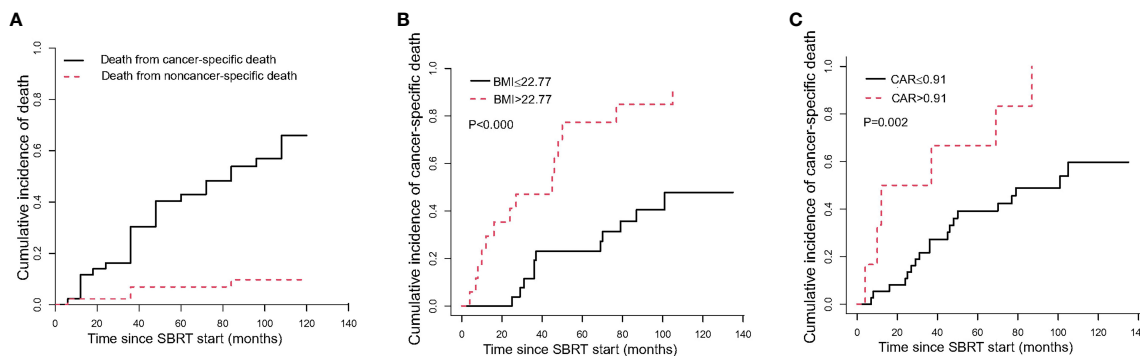 A
Cumulative incidence of death
1.0
0.8
0.6
0.4
0.2
0.0
Death from cancer-specific death
Death from noncancer-specific death
0 20 40 60 80 100 120 140
Time since SBRT start (months)
B
Cumulative incidence of cancer-specific death
1.0
0.8
0.6
0.4
0.2
0.0
BMI≤22.77
BMI>22.77
P<0.000
0 20 40 60 80 100 120 140
Time since SBRT start (months)
C
Cumulative incidence of cancer-specific death
1.0
0.8
0.6
0.4
0.2
0.0
CAR≤0.91
CAR>0.91
P=0.002
0 20 40 60 80 100 120 140
Time since SBRT start (months)